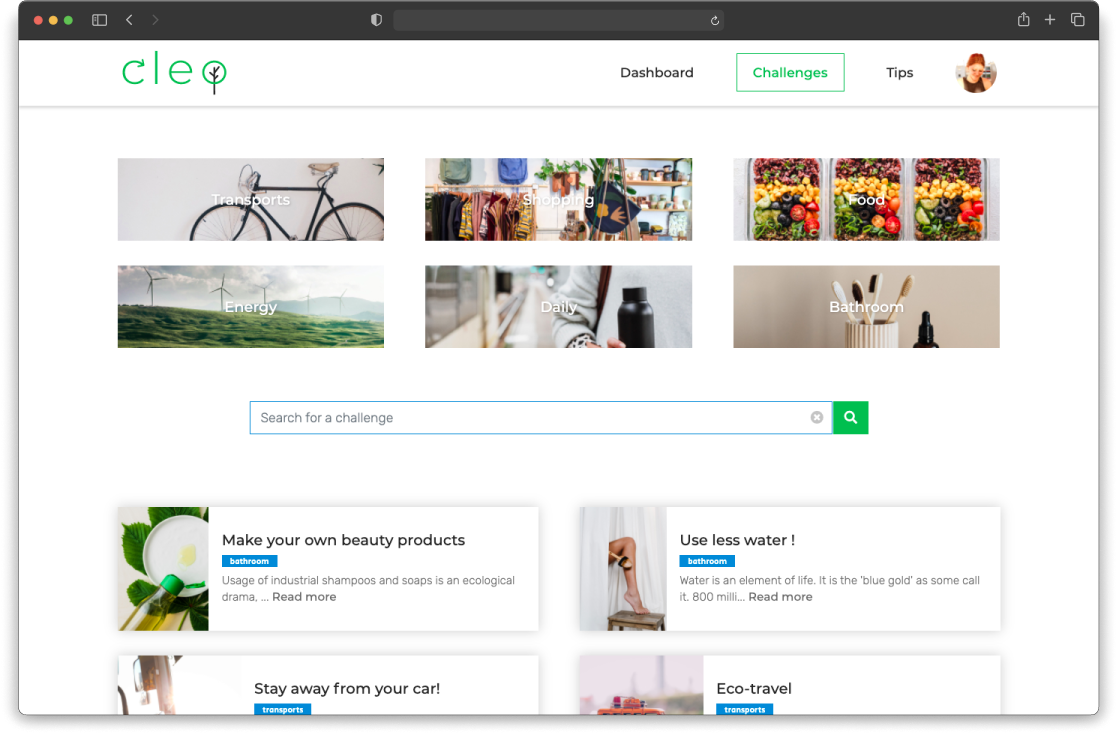 cleo
Dashboard
Challenges
Tips
Transports
Shopping
Food
Energy
Daily
Bathroom
Search for a challenge
Make your own beauty products
bathroom
Usage of industrial shampoos and soaps is an ecological
drama, ... Read more
Use less water !
bathroom
Water is an element of life. It is the 'blue gold' as some call
it. 800 milli... Read more
Stay away from your car!
transports
Eco-travel
transports